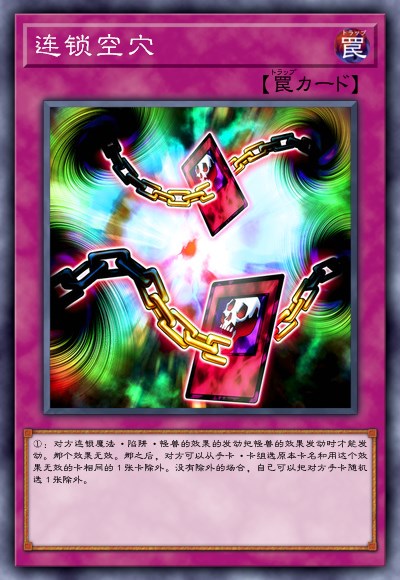 连锁空穴
トラップ
罠
トラップ
【罠カード】
①：对方连锁魔法·陷阱·怪兽的效果的发动把怪兽的效果发动时才能发
动。那个效果无效。那之后，对方可以从手卡·卡组选原本卡名和用这个效
果无效的卡相同的1张卡除外。没有除外的场合，自己可以把对方手卡随机
选1张除外。